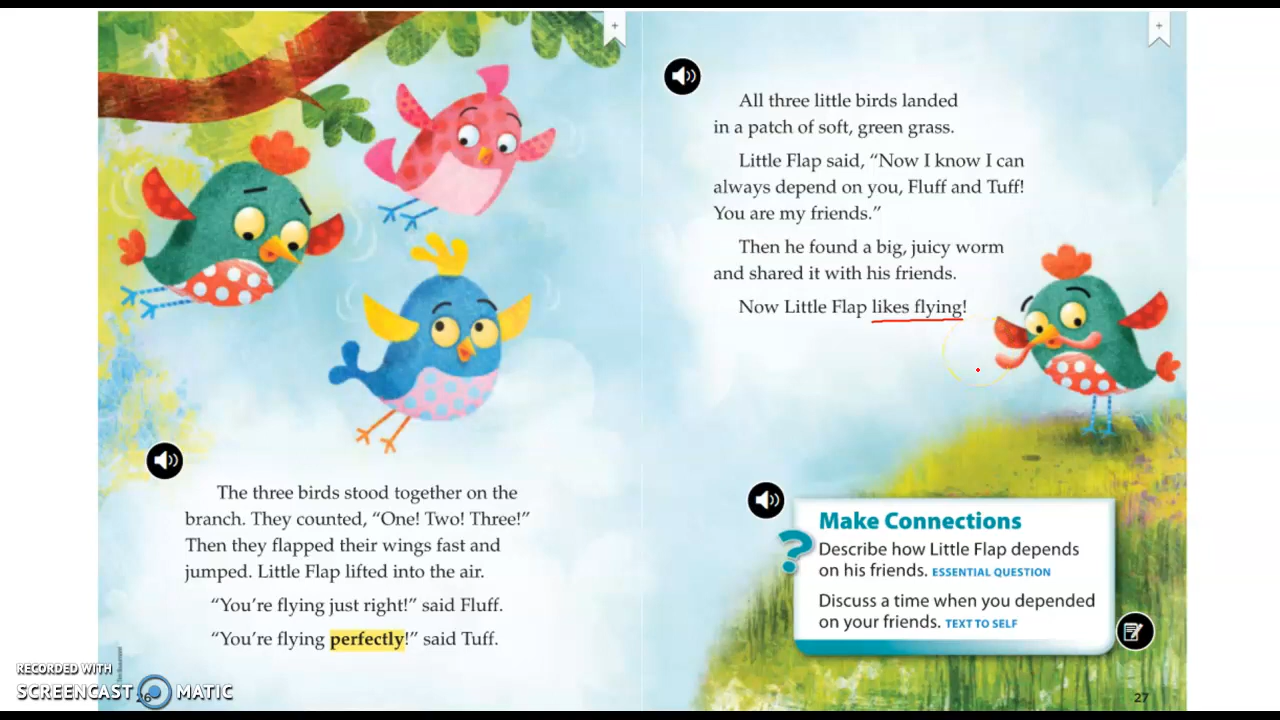 The three birds stood together on the
branch. They counted, “One! Two! Three!”
Then they flapped their wings fast and
jumped. Little Flap lifted into the air.
“You’re flying just right!” said Fluff.
“You’re flying perfectly!” said Tuff.
26
All three little birds landed
in a patch of soft, green grass.
Little Flap said, “Now I know I can
always depend on you, Fluff and Tuff!
You are my friends.”
Then he found a big, juicy worm
and shared it with his friends.
Now Little Flap likes flying!
Make Connections
?
Describe how Little Flap depends
on his friends. ESSENTIAL QUESTION
Discuss a time when you depended
on your friends. TEXT TO SELF
27
RECORDED WITH
SCREENCAST MATIC